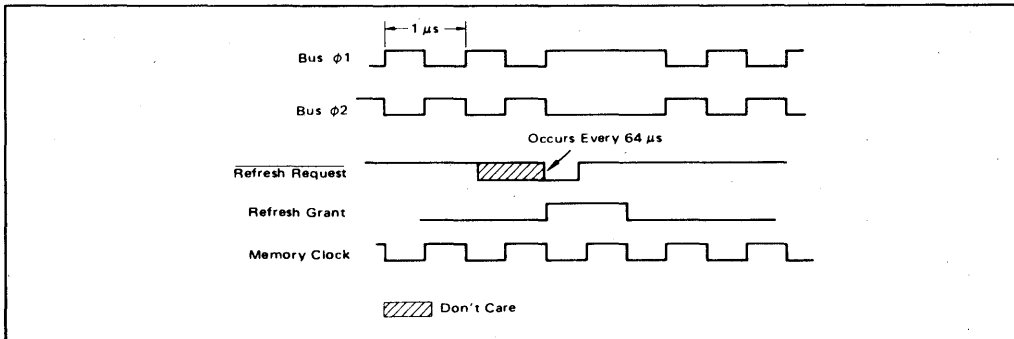 1 μs
Bus ϕ1
Bus ϕ2
Occurs Every 64 μs
Refresh Request
Refresh Grant
Memory Clock
Don't Care